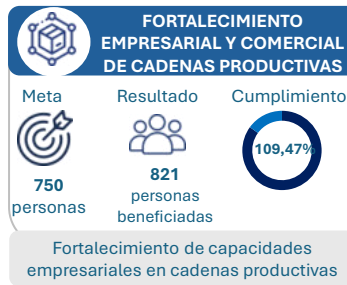 FORTALECIMIENTO
EMPRESARIAL Y COMERCIAL
DE CADENAS PRODUCTIVAS
Meta
Resultado
Cumplimiento
750
personas
821
personas
beneficiadas
109,47%
Fortalecimiento de capacidades
empresariales en cadenas productivas